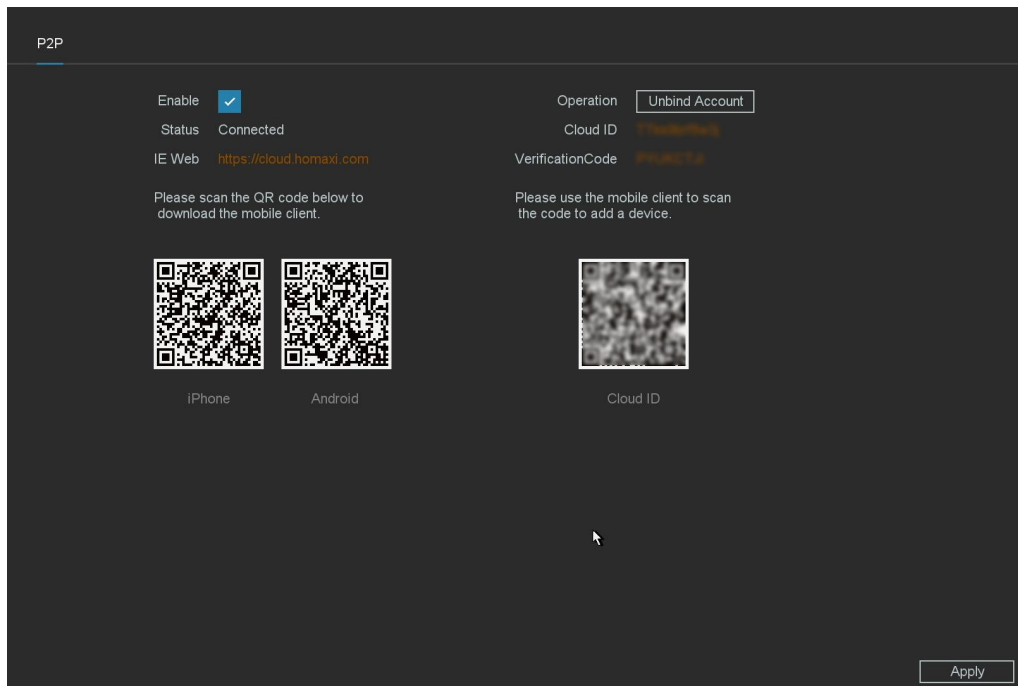 P2P
Enable
Status Connected
IE Web https://cloud.homaxi.com
Please scan the QR code below to
download the mobile client.
iPhone Android
Operation Unbind Account
Cloud ID
VerificationCode
Please use the mobile client to scan
the code to add a device.
Cloud ID
Apply